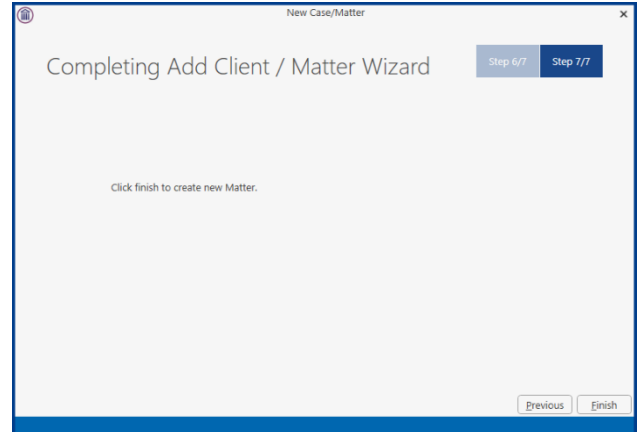 New Case/Matter
Completing Add Client / Matter Wizard
Step 6/7
Step 7/7
Click finish to create new Matter.
Previous
Finish